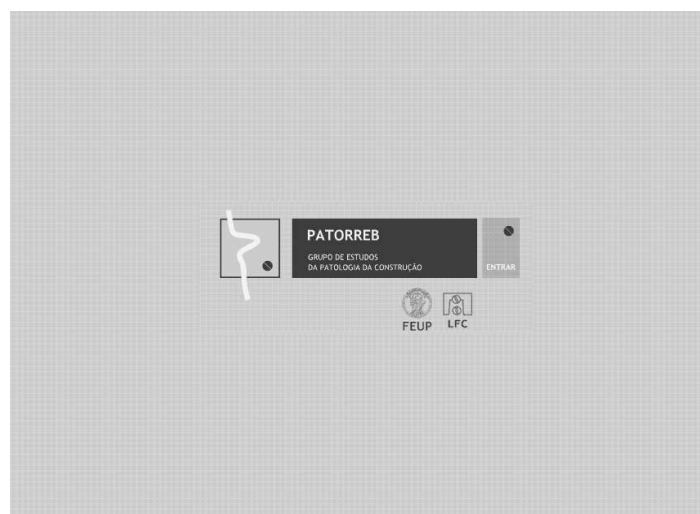 PATORREB
GRUPO DE ESTUDOS
DA PATOLOGIA DA CONSTRUÇÃO
ENTRAR
FEUP
LFC